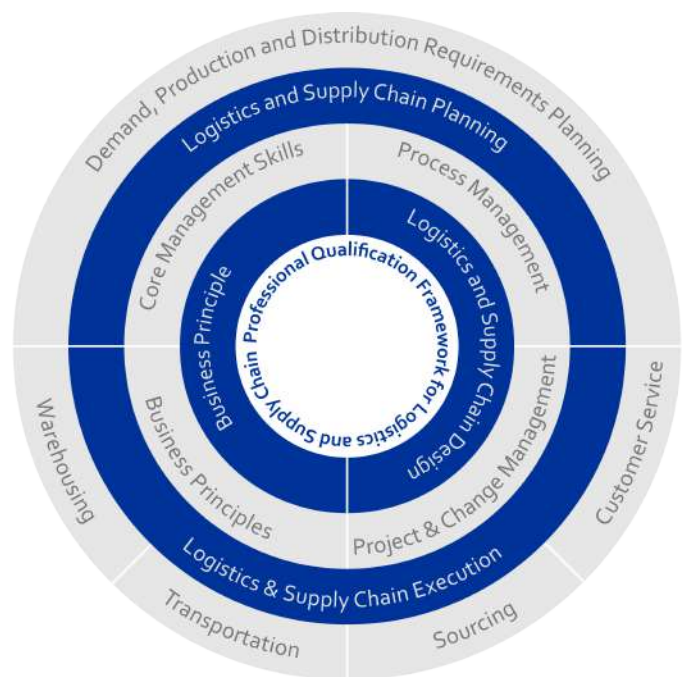 Demand, Production and Distribution Requirements Planning
Logistics and Supply Chain Planning
Core Management Skills
Process Management
Business Principle
Logistics and Supply Chain Design
Professional Qualification Framework for Logistics and Supply Chain
Business Principles
Project & Change Management
Logistics & Supply Chain Execution
Warehousing
Transportation
Sourcing
Customer Service